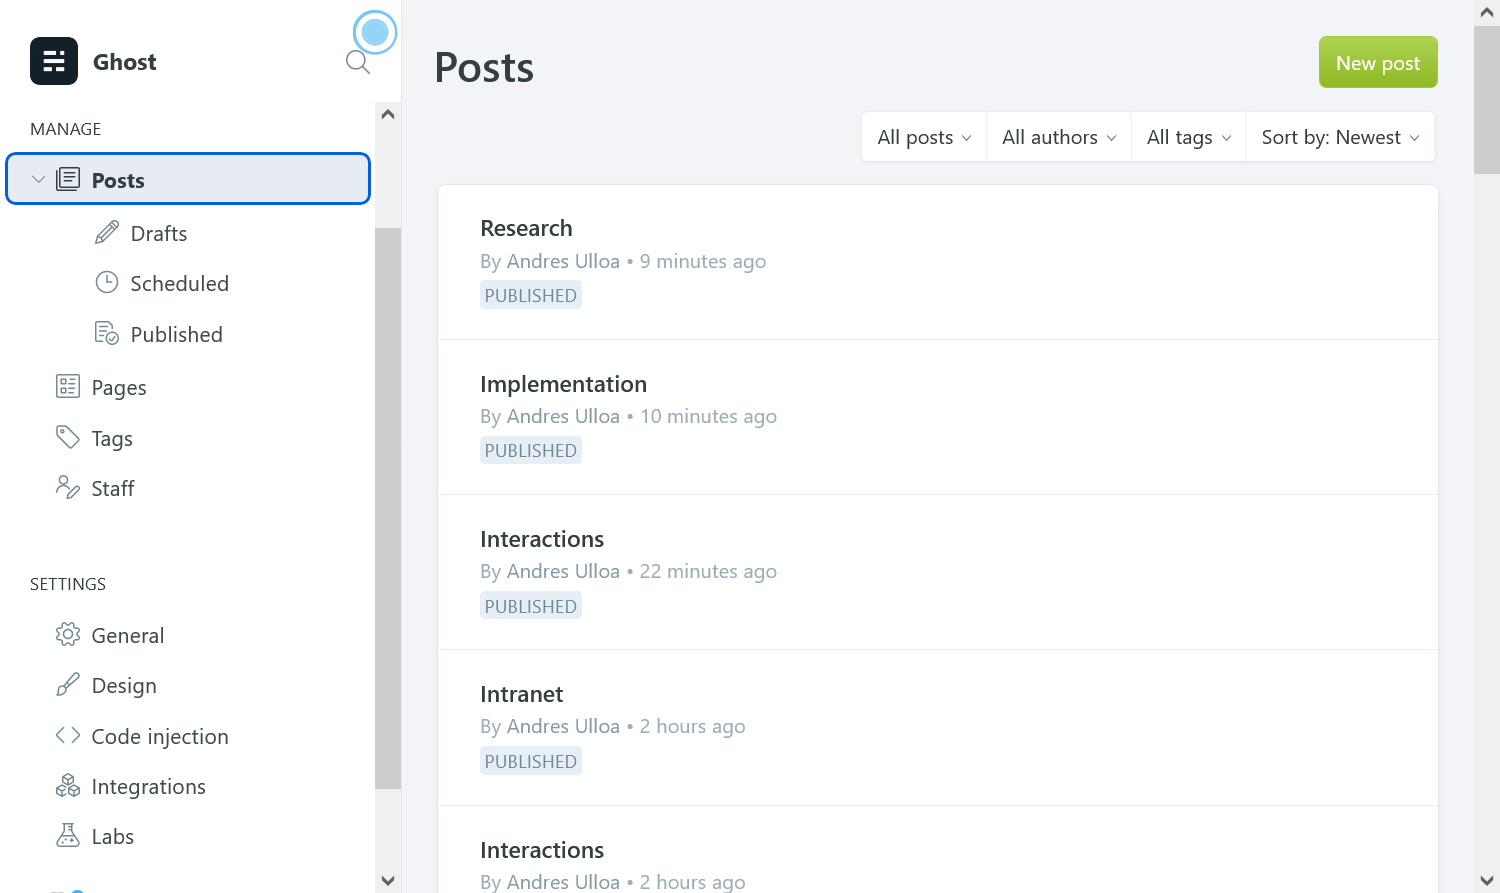 Ghost
MANAGE
Posts
Drafts
Scheduled
Published
Pages
Tags
Staff
SETTINGS
General
Design
Code injection
Integrations
Labs
Posts
New post
All posts
All authors
All tags
Sort by: Newest
Research
By Andres Ulloa • 9 minutes ago
PUBLISHED
Implementation
By Andres Ulloa • 10 minutes ago
PUBLISHED
Interactions
By Andres Ulloa • 22 minutes ago
PUBLISHED
Intranet
By Andres Ulloa • 2 hours ago
PUBLISHED
Interactions
By Andres Ulloa • 2 hours ago